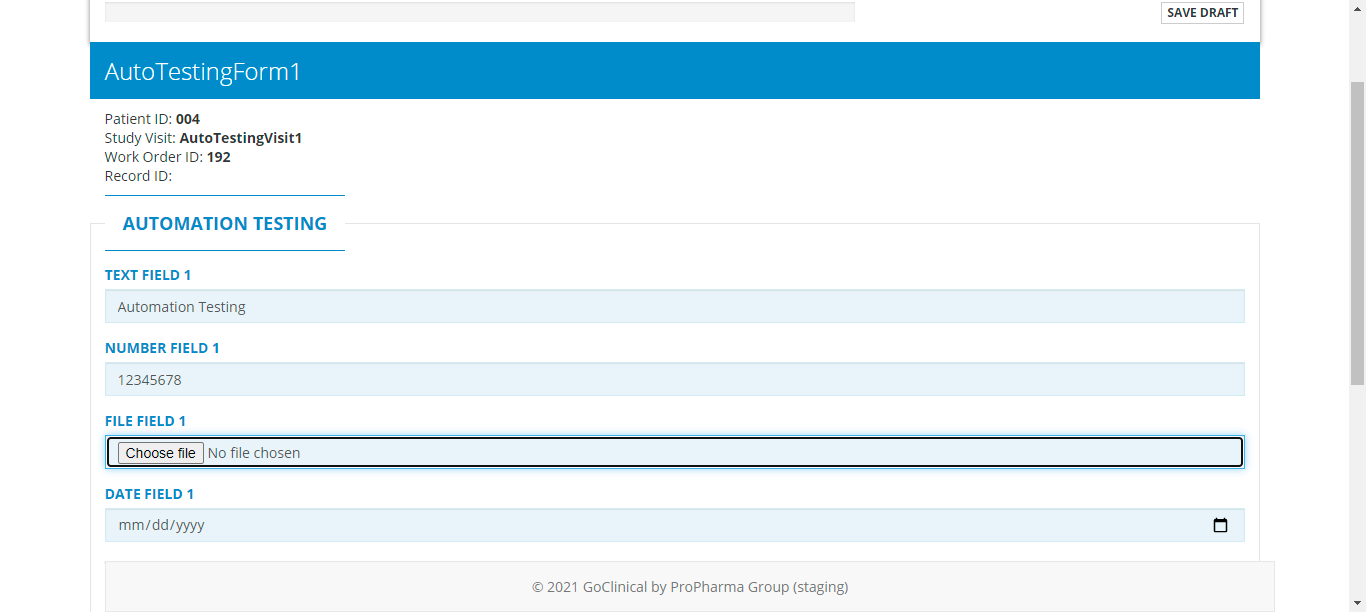 SAVE DRAFT
AutoTestingForm1
Patient ID: 004
Study Visit: AutoTestingVisit1
Work Order ID: 192
Record ID:
AUTOMATION TESTING
TEXT FIELD 1
Automation Testing
NUMBER FIELD 1
12345678
FILE FIELD 1
Choose file No file chosen
DATE FIELD 1
mm/dd/yyyy
© 2021 GoClinical by ProPharma Group (staging)